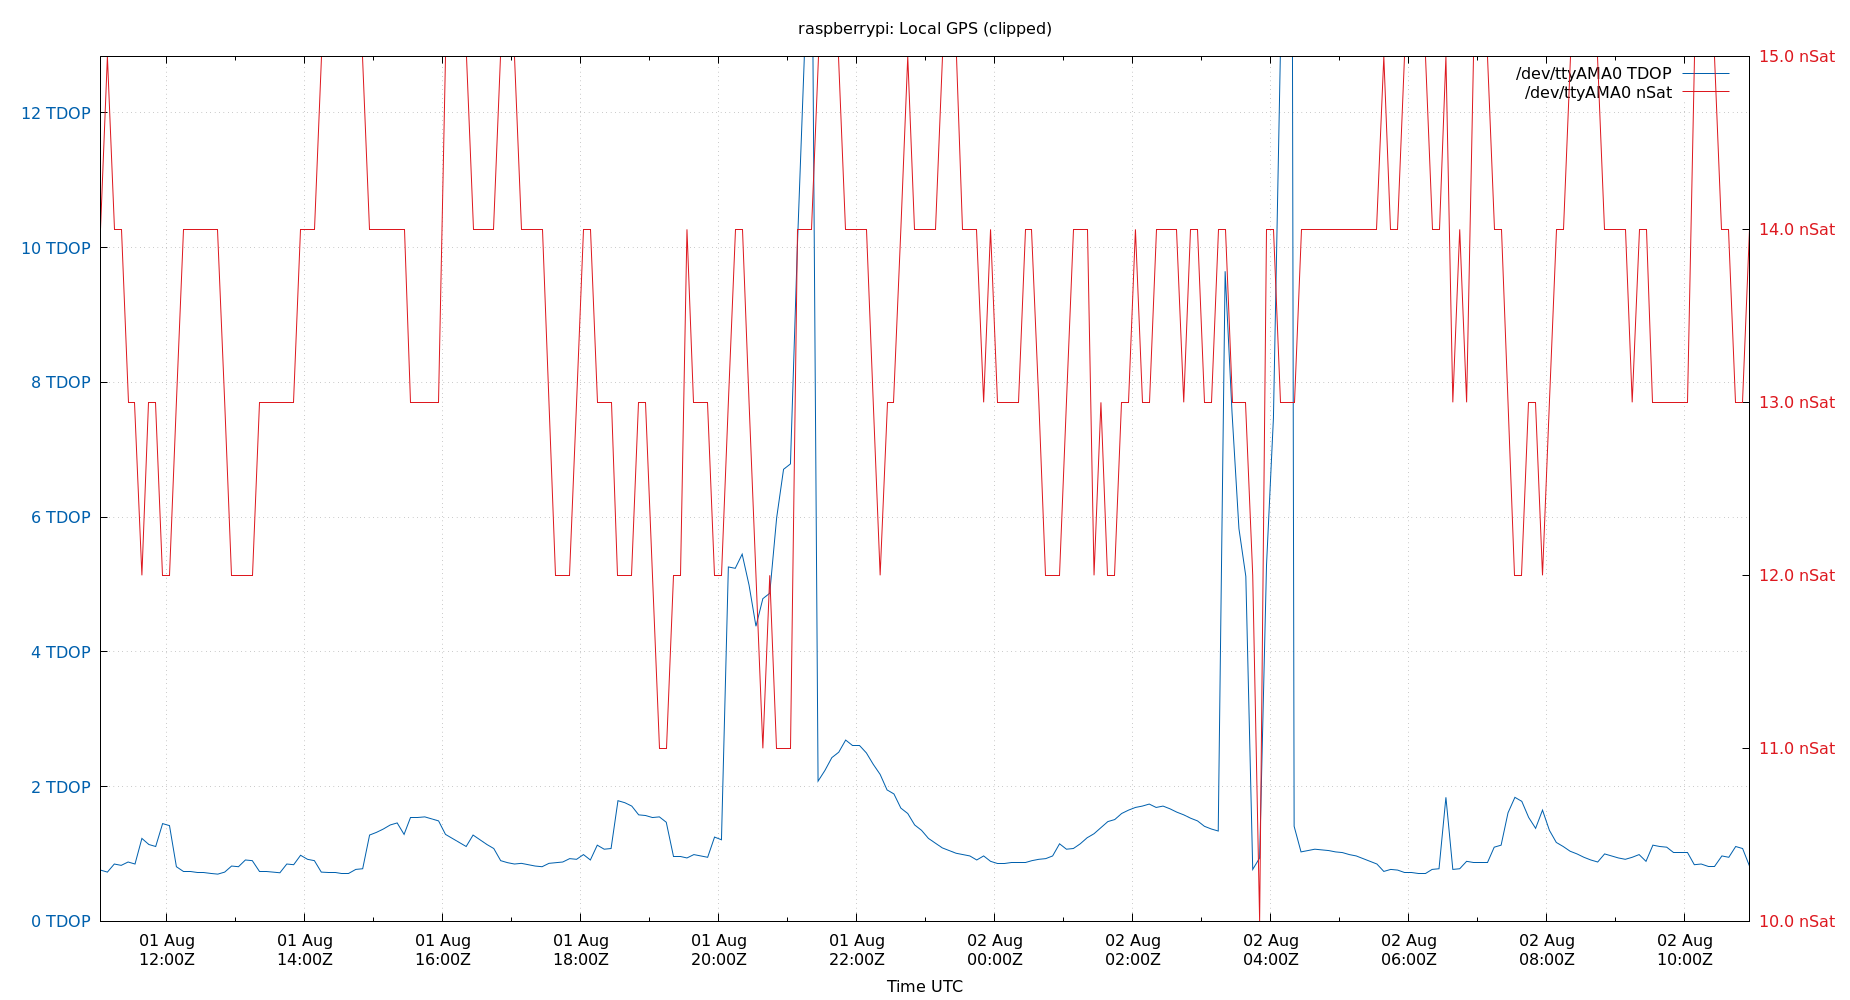 raspberrypi: Local GPS (clipped)
15.0 nSat
/dev/ttyAMA0 TDOP
/dev/ttyAMA0 nSat
12 TDOP
14.0 nSat
10 TDOP
8 TDOP
13.0 nSat
6 TDOP
12.0 nSat
4 TDOP
11.0 nSat
2 TDOP
0 TDOP
10.0 nSat
01 Aug 01 Aug 01 Aug 01 Aug 01 Aug 01 Aug 02 Aug 02 Aug 02 Aug 02 Aug 02 Aug 02 Aug
12:00Z 14:00Z 16:00Z 18:00Z 20:00Z 22:00Z 00:00Z 02:00Z 04:00Z 06:00Z 08:00Z 10:00Z
Time UTC